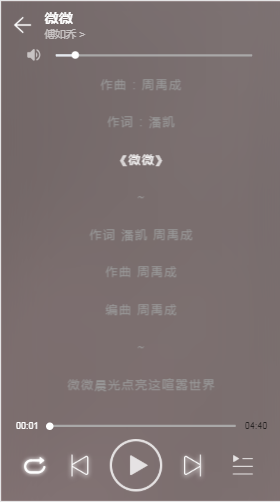 微微
傅如乔 >
作曲：周禹成
作词：潘凯
《微微》
~
作词 潘凯 周禹成
作曲 周禹成
编曲 周禹成
~
微微晨光点亮这喧嚣世界
00:01 04:40